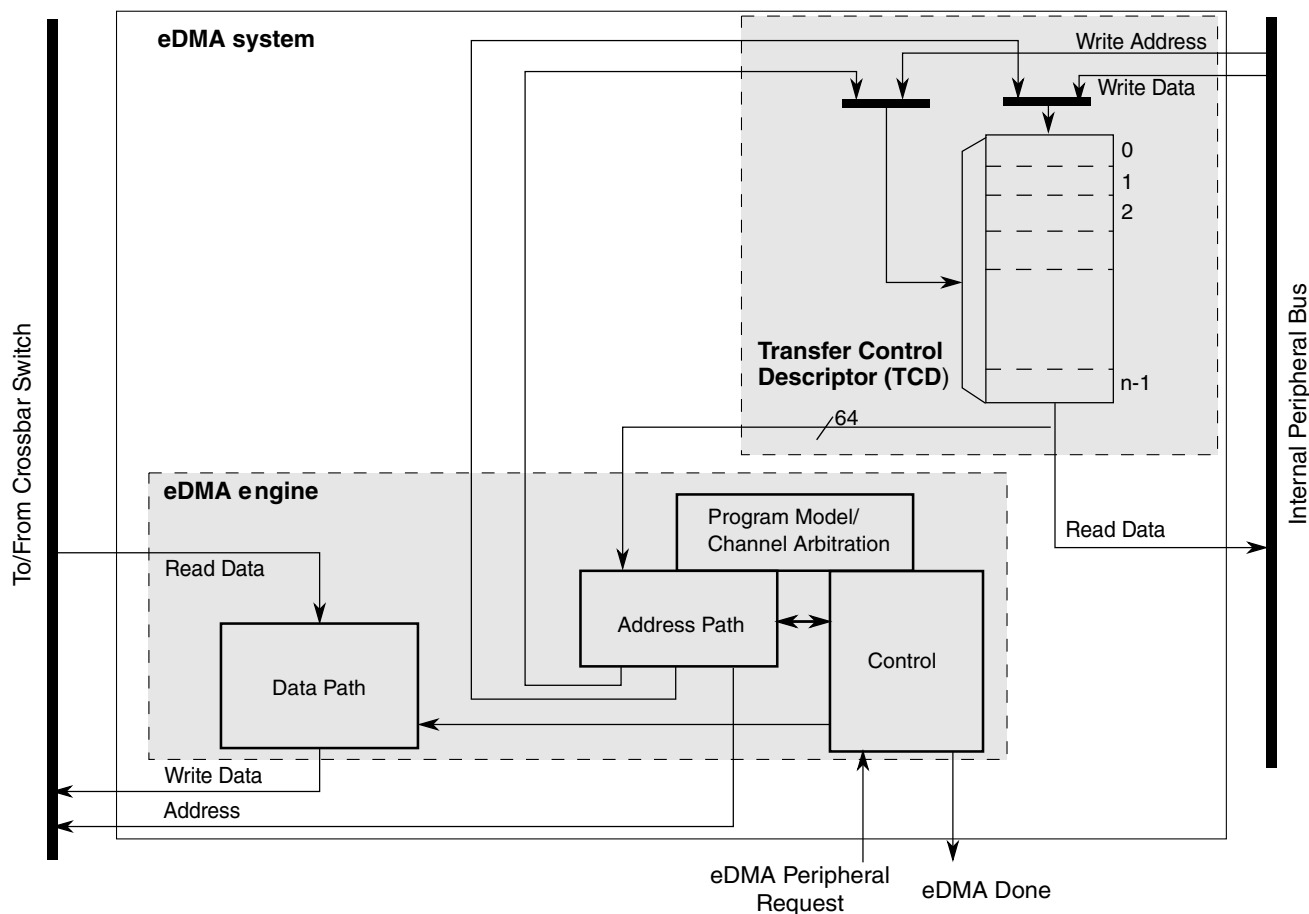 eDMA system
Write Address
Write Data
0
1
2
n-1
Transfer Control
Descriptor (TCD)
64
To/From Crossbar Switch
Internal Peripheral Bus
eDMA engine
Program Model/
Channel Arbitration
Read Data
Read Data
Address Path
Control
Data Path
Write Data
Address
eDMA Peripheral
Request
eDMA Done